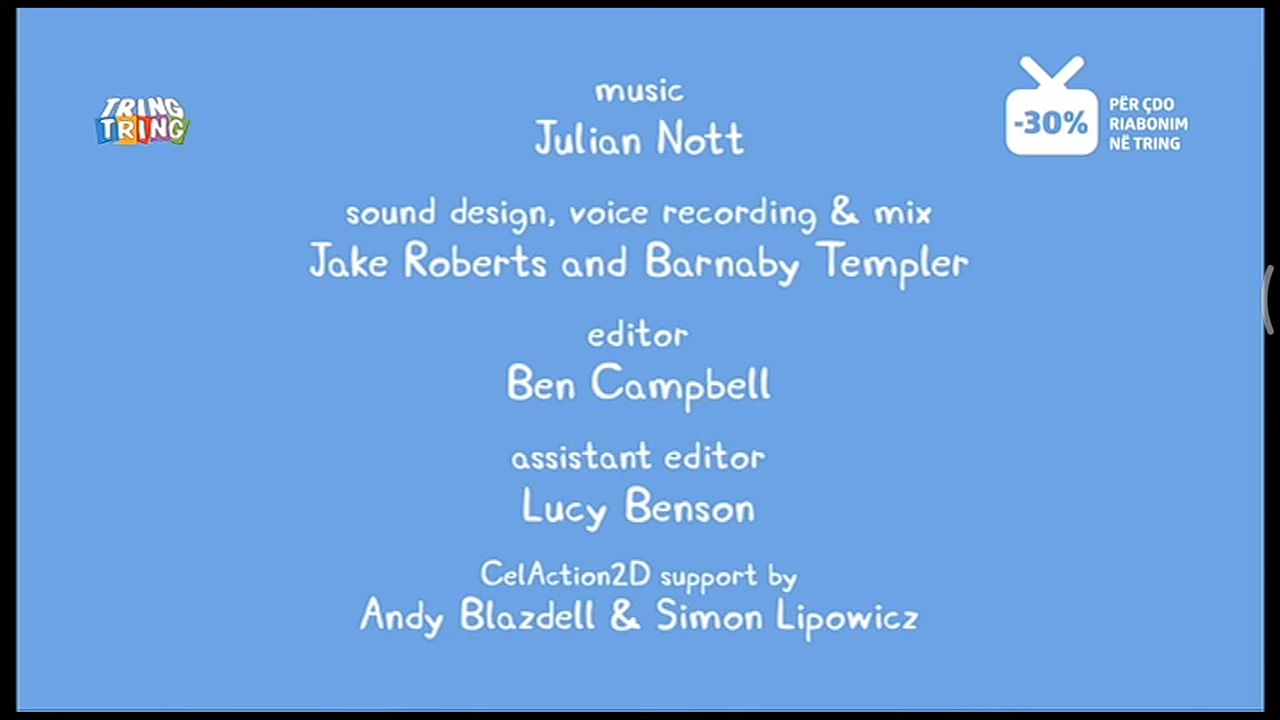 TRING
TRING
-30%
PËR ÇDO
RIABONIM
NË TRING
music
Julian Nott
sound design, voice recording & mix
Jake Roberts and Barnaby Templer
editor
Ben Campbell
assistant editor
Lucy Benson
CelAction2D support by
Andy Blazdell & Simon Lipowicz